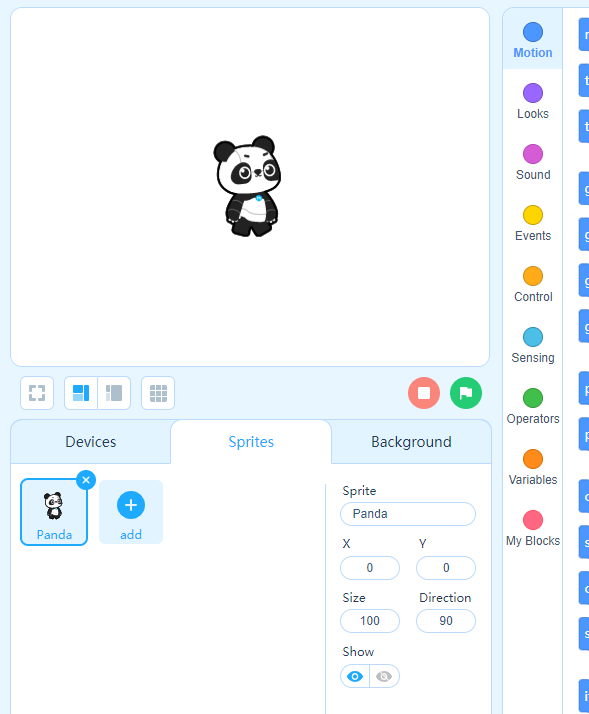 Motion
Looks
Sound
Events
Control
Sensing
Operators
Variables
My Blocks
Devices
Sprites
Background
Panda
add
Sprite
Panda
X
Y
0
0
Size
Direction
100
90
Show